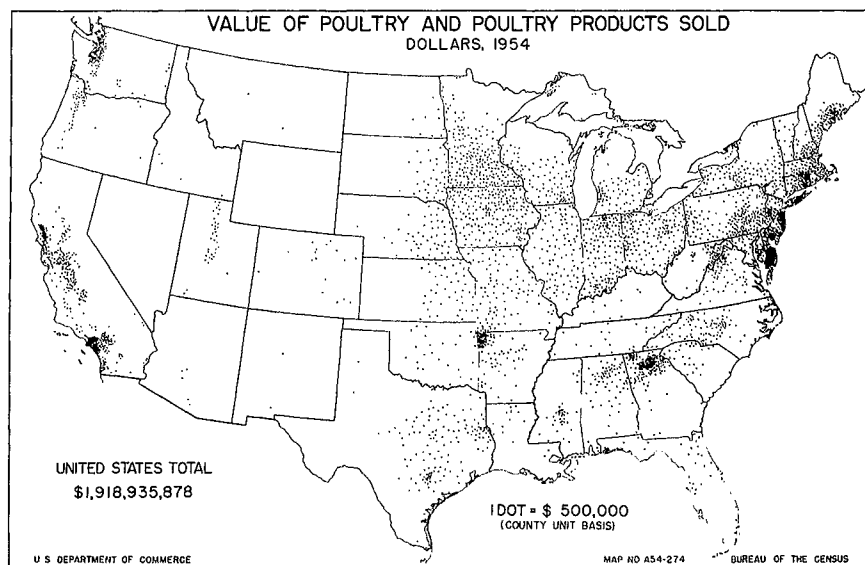 VALUE OF POULTRY AND POULTRY PRODUCTS SOLD
DOLLARS, 1954
UNITED STATES TOTAL
$1,918,935,878
1 DOT = $ 500,000
(COUNTY UNIT BASIS)
U S DEPARTMENT OF COMMERCE
MAP NO A54-274
BUREAU OF THE CENSUS